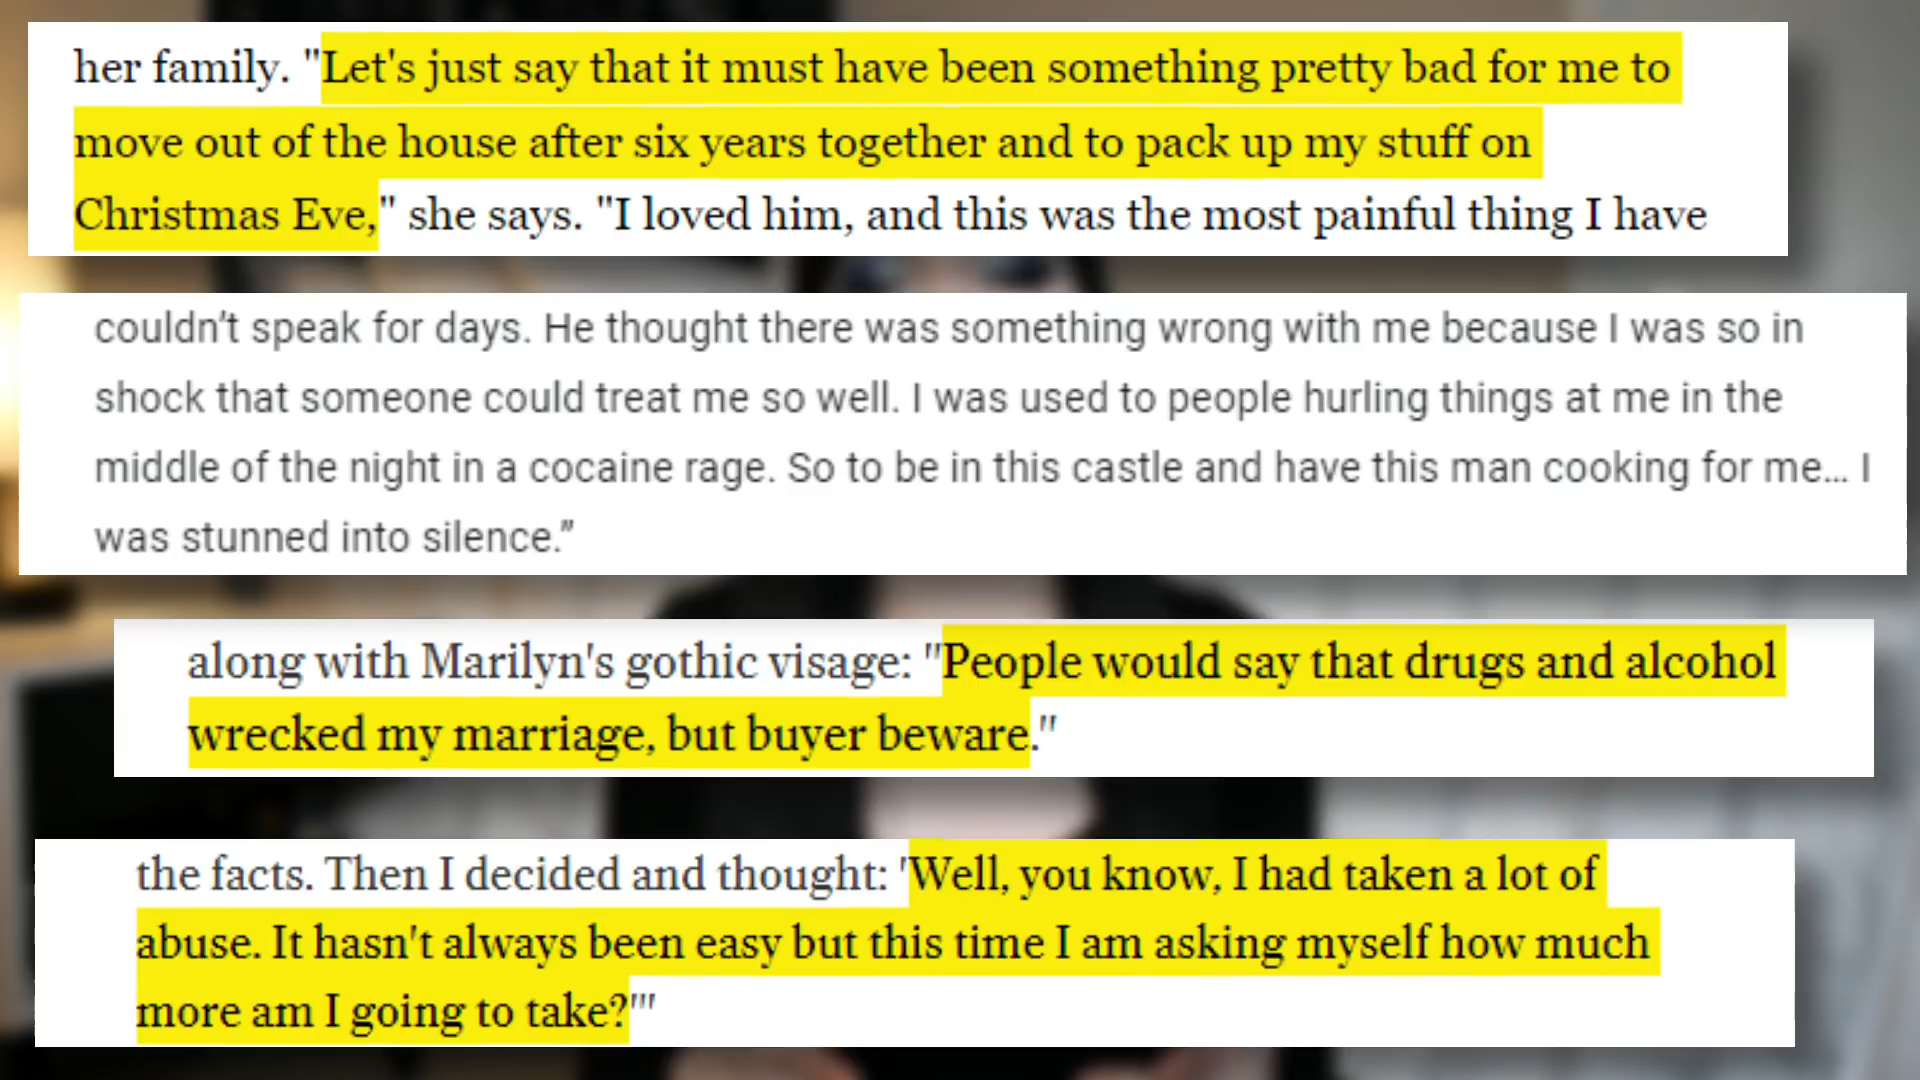 her family. "Let's just say that it must have been something pretty bad for me to
move out of the house after six years together and to pack up my stuff on
Christmas Eve," she says. "I loved him, and this was the most painful thing I have
couldn't speak for days. He thought there was something wrong with me because I was so in
shock that someone could treat me so well. I was used to people hurling things at me in the
middle of the night in a cocaine rage. So to be in this castle and have this man cooking for me... I
was stunned into silence.”
along with Marilyn's gothic visage: "People would say that drugs and alcohol
wrecked my marriage, but buyer beware."
the facts. Then I decided and thought: 'Well, you know, I had taken a lot of
abuse. It hasn't always been easy but this time I am asking myself how much
more am I going to take?'"